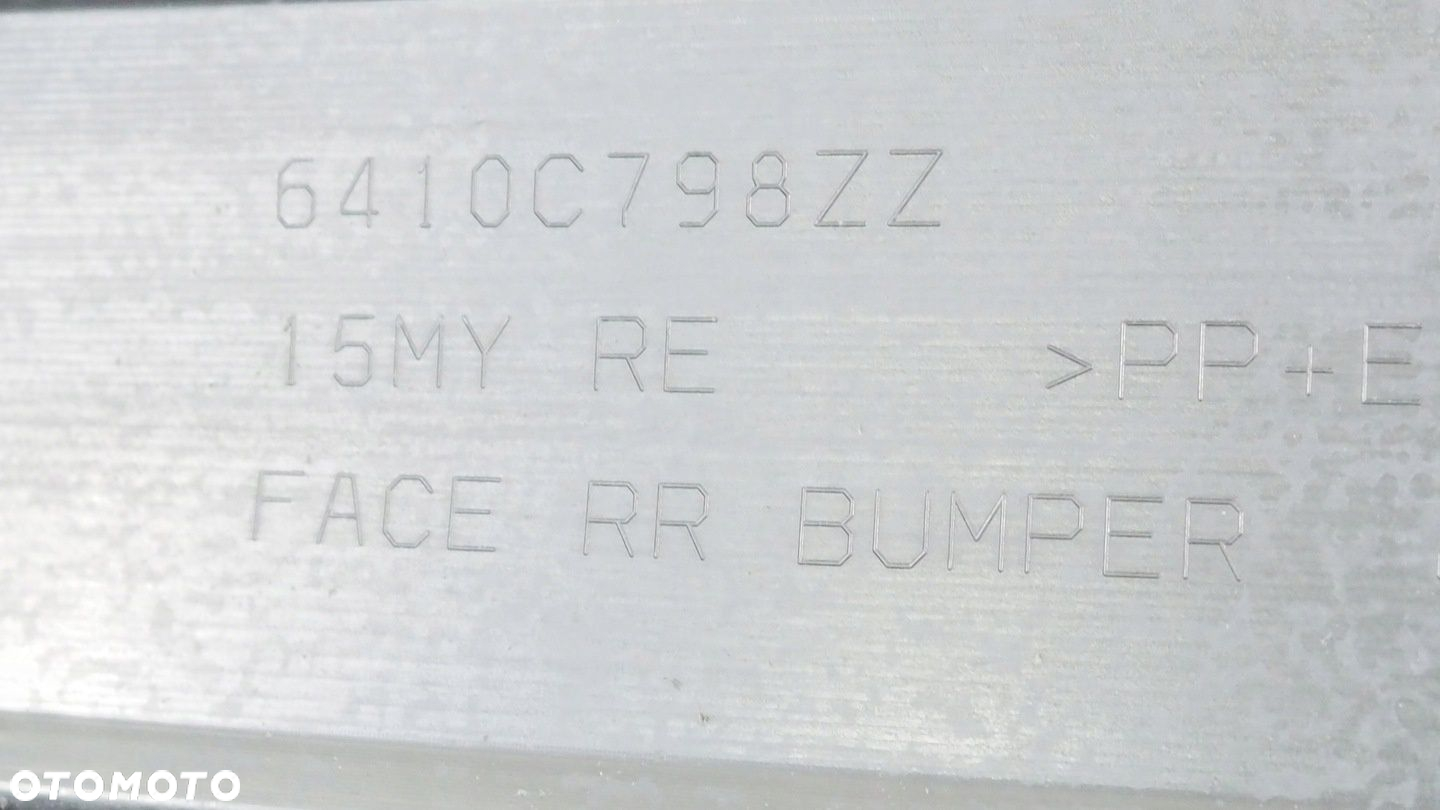 6410C798ZZ
15MY RE >PP+E
FACE RR BUMPER
OTOMOTO